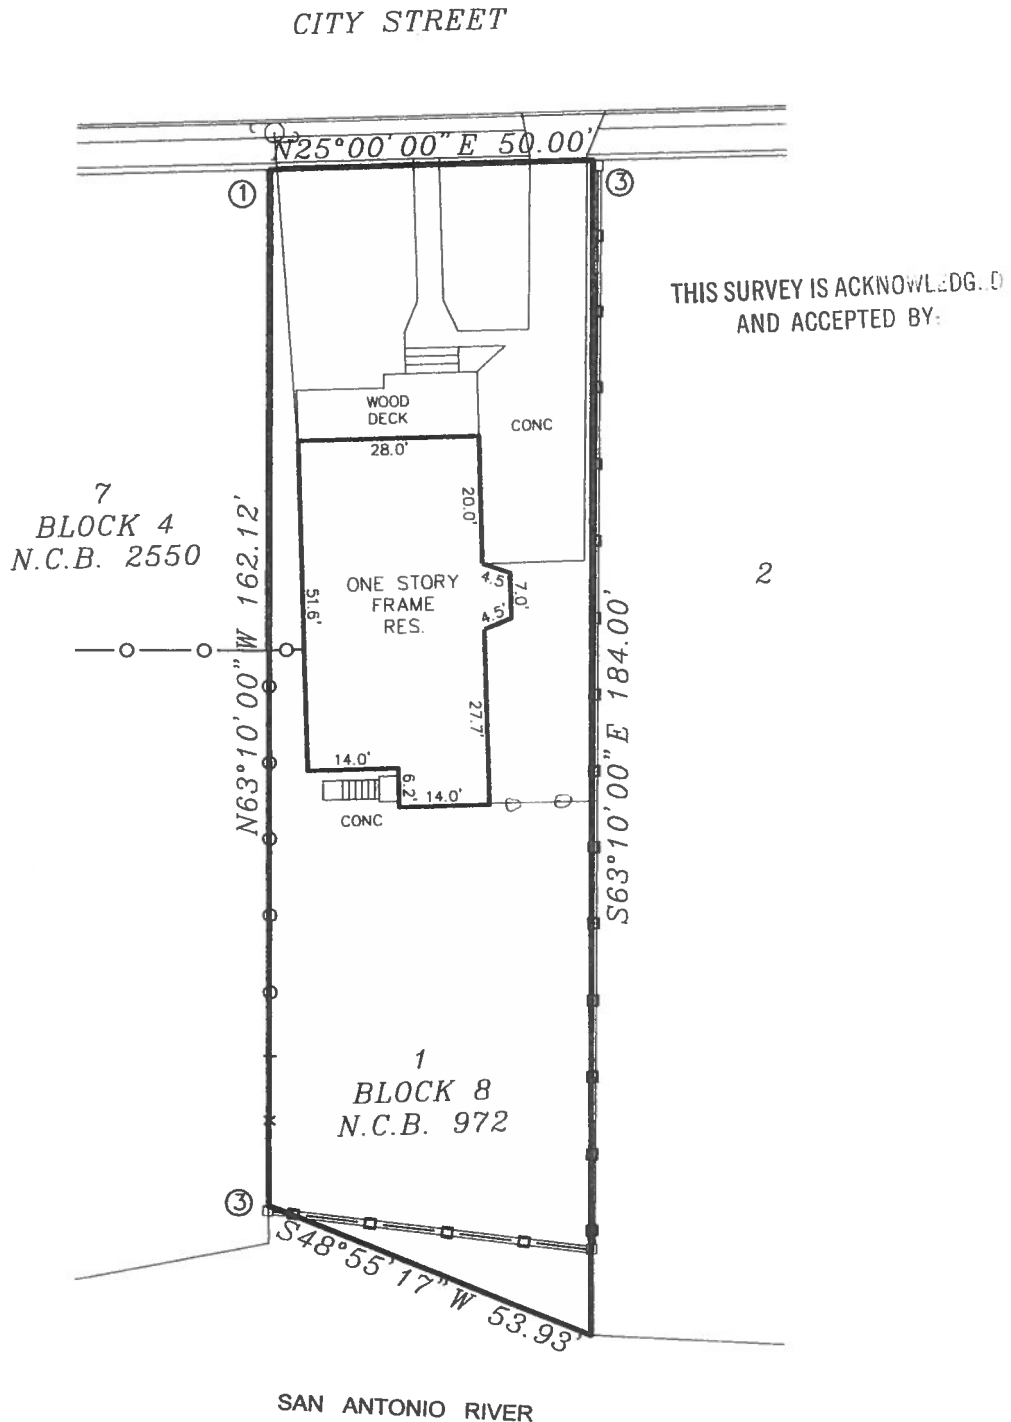 CITY STREET
N25°00'00" E 50.00'
1
3
THIS SURVEY IS ACKNOWLEDG..D
AND ACCEPTED BY:
WOOD
DECK
CONC
28.0'
20.0'
7
BLOCK 4
N.C.B. 2550
N63°10'00" W 162.12'
51.6'
ONE STORY
FRAME
RES.
4.5'
7.0'
4.5'
2
S63°10'00" E 184.00'
27.7'
14.0'
6.2'
14.0'
CONC
1
BLOCK 8
N.C.B. 972
3
S48°55'17" W 53.93'
SAN ANTONIO RIVER